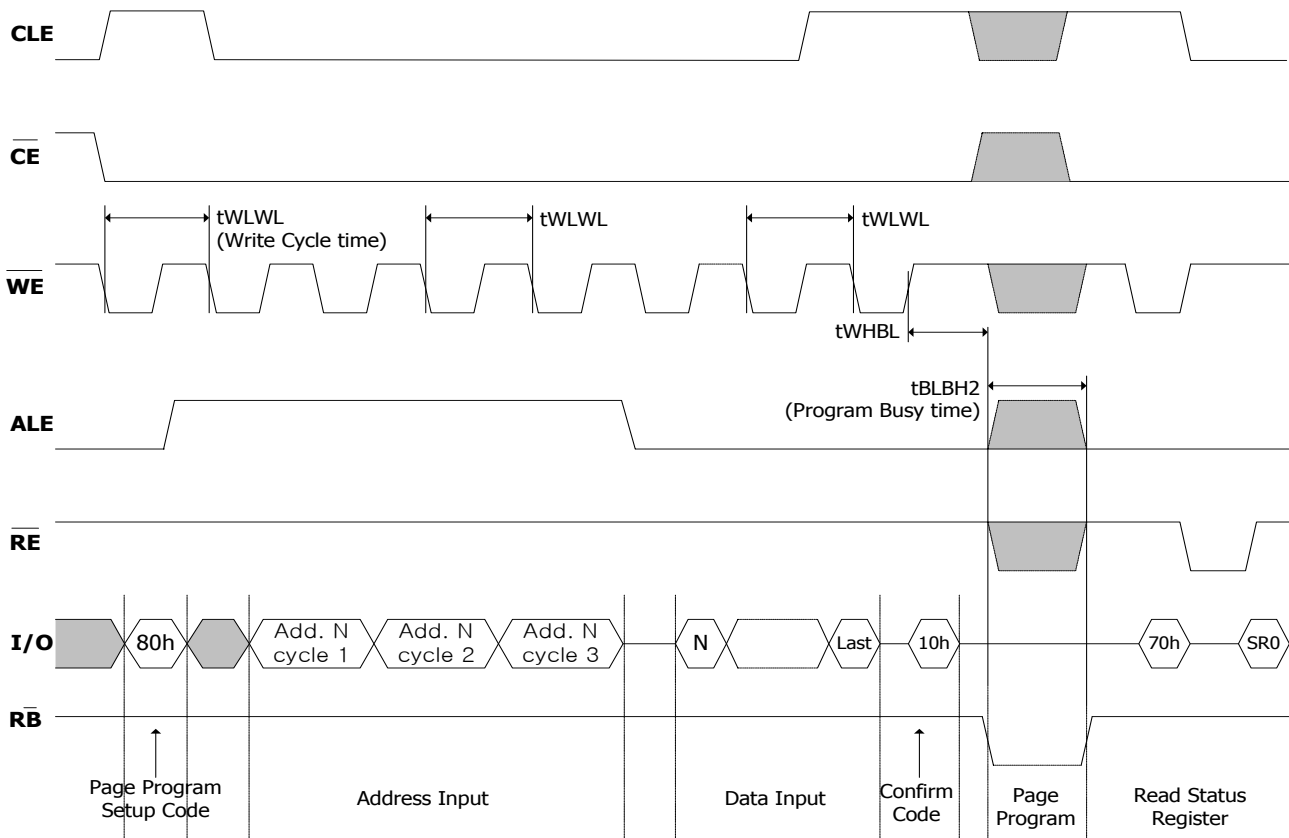 CLE
CE
tWLWL
(Write Cycle time)
tWLWL
tWLWL
WE
tWHBL
tBLBH2
(Program Busy time)
ALE
RE
I/O
80h
Add. N
cycle 1
Add. N
cycle 2
Add. N
cycle 3
N
Last
10h
70h
SR0
RB
Page Program
Setup Code
Address Input
Data Input
Confirm
Code
Page
Program
Read Status
Register